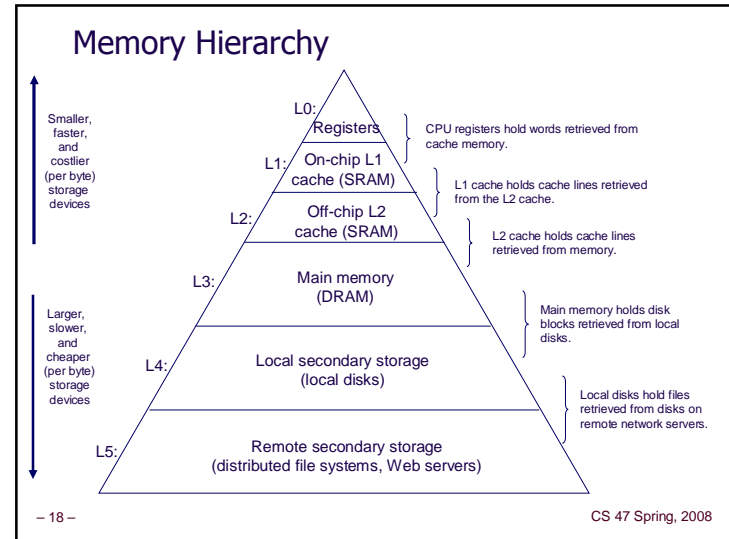 Memory Hierarchy
Smaller,
faster,
and
costlier
(per byte)
storage
devices
Larger,
slower,
and
cheaper
(per byte)
storage
devices
L0:
Registers
CPU registers hold words retrieved from
cache memory.
L1:
On-chip L1
cache (SRAM)
L1 cache holds cache lines retrieved
from the L2 cache.
L2:
Off-chip L2
cache (SRAM)
L2 cache holds cache lines
retrieved from memory.
L3:
Main memory
(DRAM)
Main memory holds disk
blocks retrieved from local
disks.
L4:
Local secondary storage
(local disks)
Local disks hold files
retrieved from disks on
remote network servers.
L5:
Remote secondary storage
(distributed file systems, Web servers)
– 18 –
CS 47 Spring, 2008